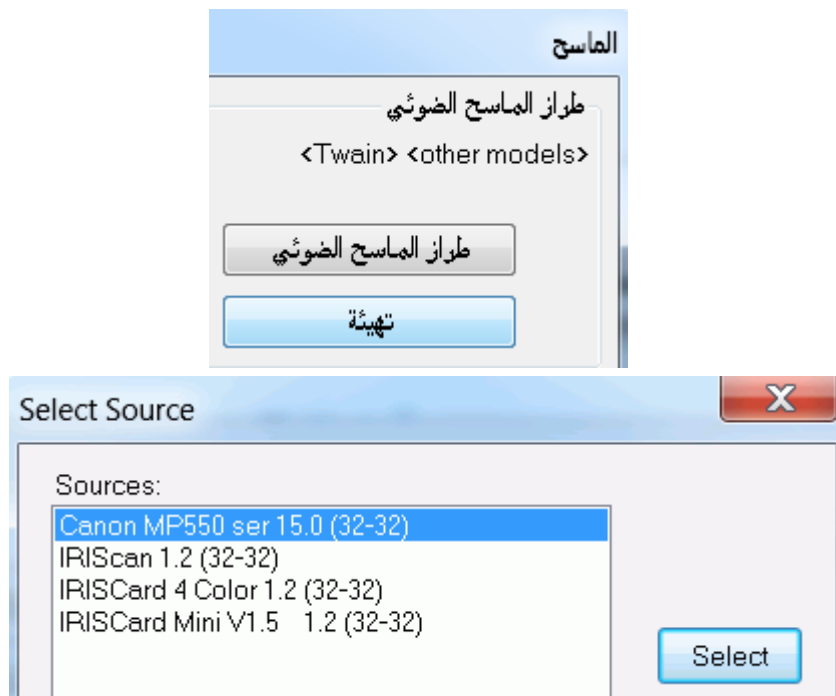 الماسح
طراز الماسح الضوئي
<Twain> <other models>
طراز الماسح الضوئي
تهيئة
Select Source
Sources:
Canon MP550 ser 15.0 (32-32)
IRIScan 1.2 (32-32)
IRISCard 4 Color 1.2 (32-32)
IRISCard Mini V1.5   1.2 (32-32)
Select